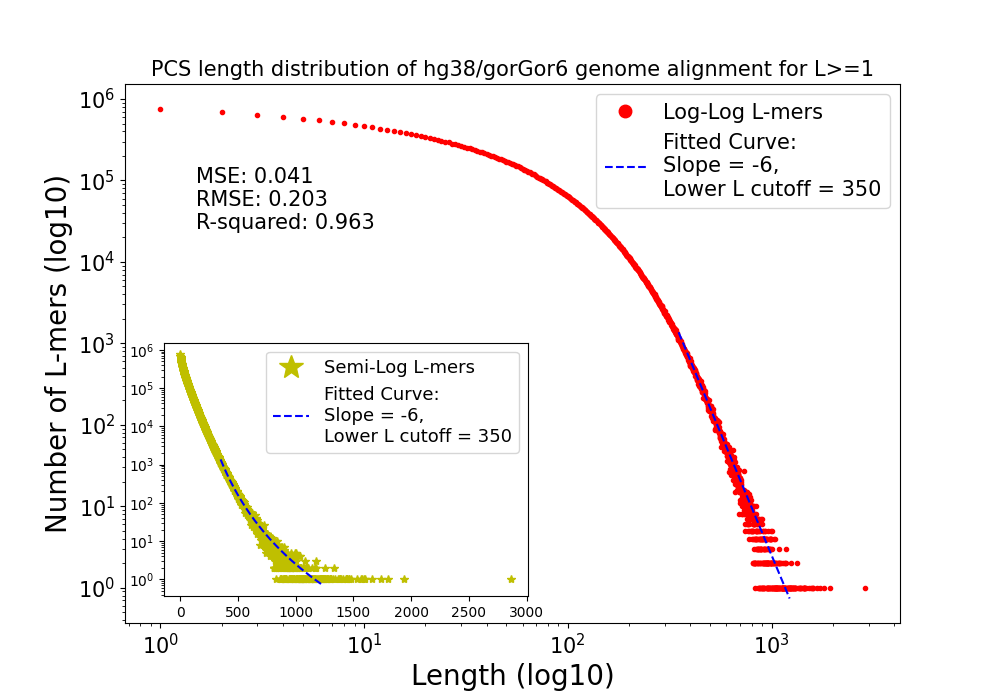 PCS length distribution of hg38/gorGor6 genome alignment for L>=1
Number of L-mers (log10)
10^6
10^5
10^4
10^3
10^2
10^1
10^0
Log-Log L-mers
Fitted Curve:
Slope = -6,
Lower L cutoff = 350
MSE: 0.041
RMSE: 0.203
R-squared: 0.963
10^6
10^5
10^4
10^3
10^2
10^1
10^0
Semi-Log L-mers
Fitted Curve:
Slope = -6,
Lower L cutoff = 350
0 500 1000 1500 2000 2500 3000
10^0 10^1 10^2 10^3
Length (log10)